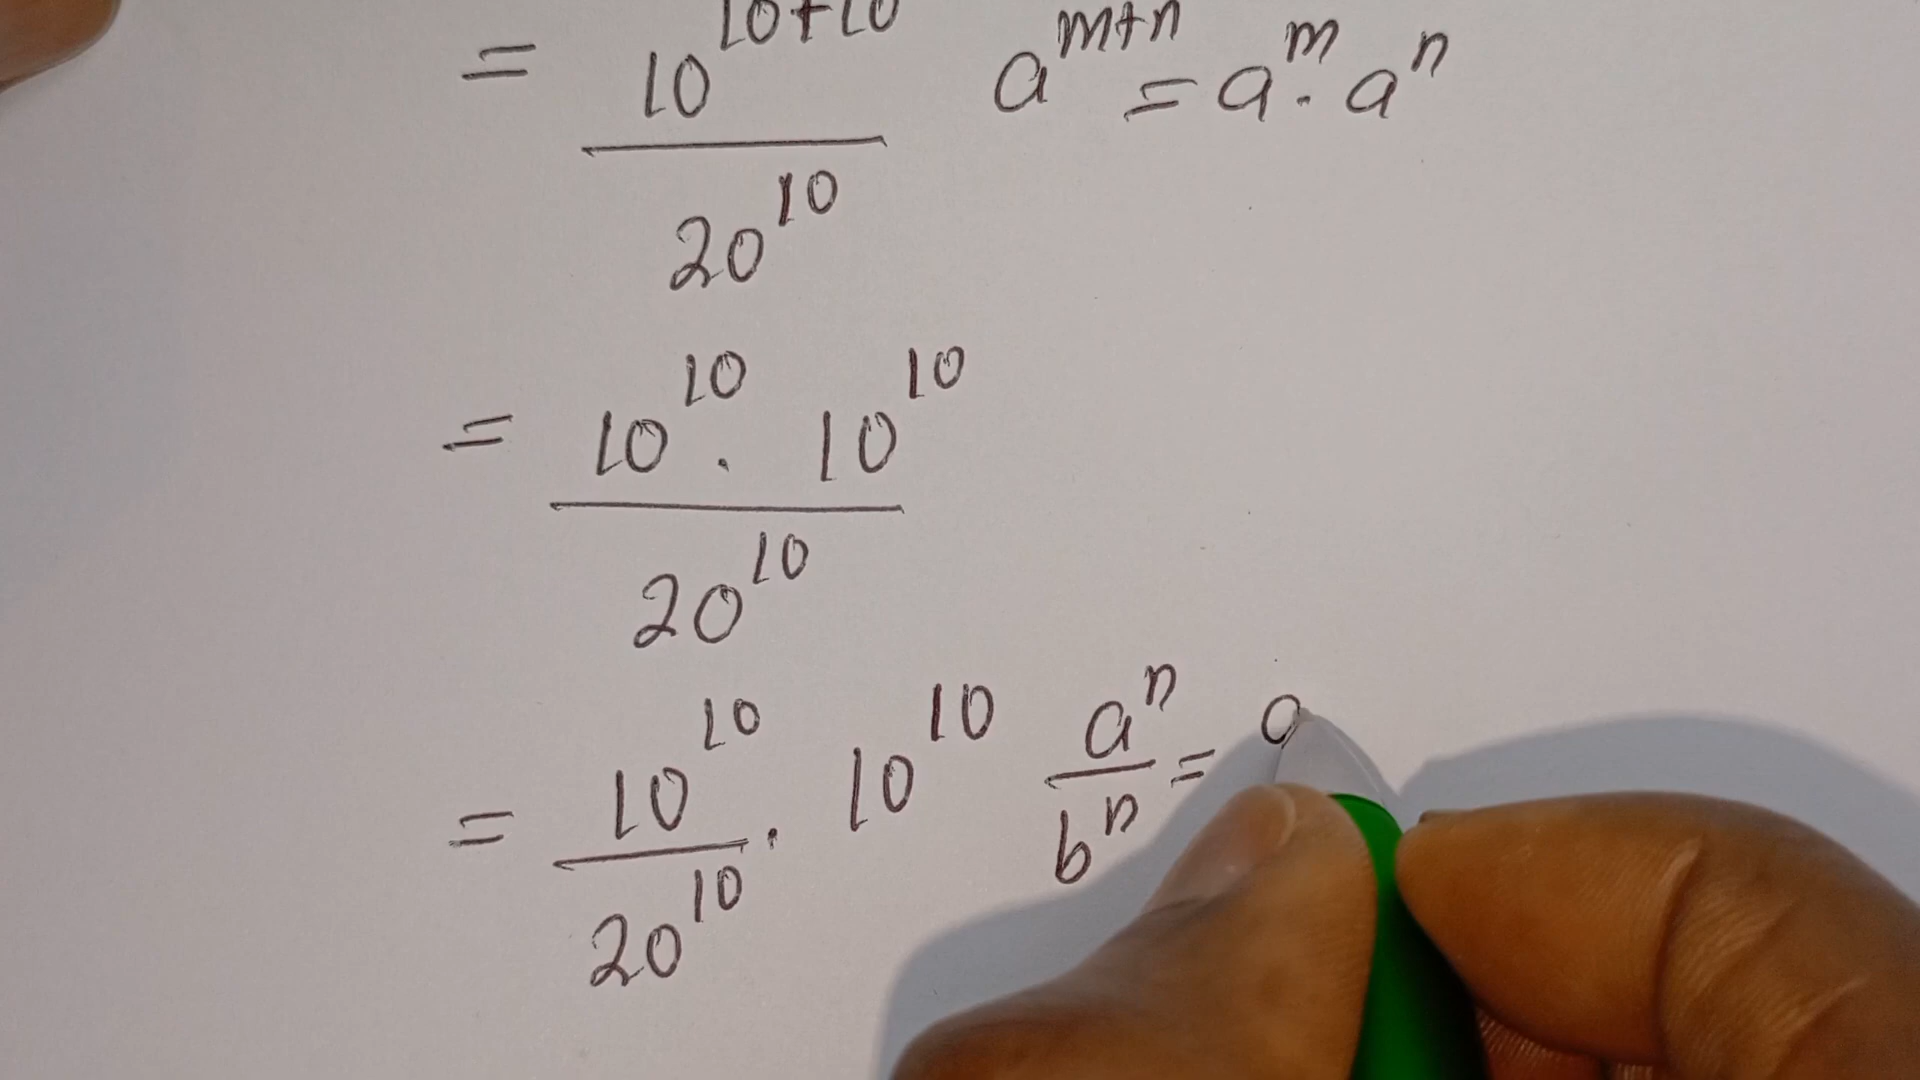 = 10^{10+10} / 20^{10}   a^{m+n} = a^m · a^n
= 10^{10} · 10^{10} / 20^{10}
= 10^{10} / 20^{10} · 10^{10}   a^n / b^n = a